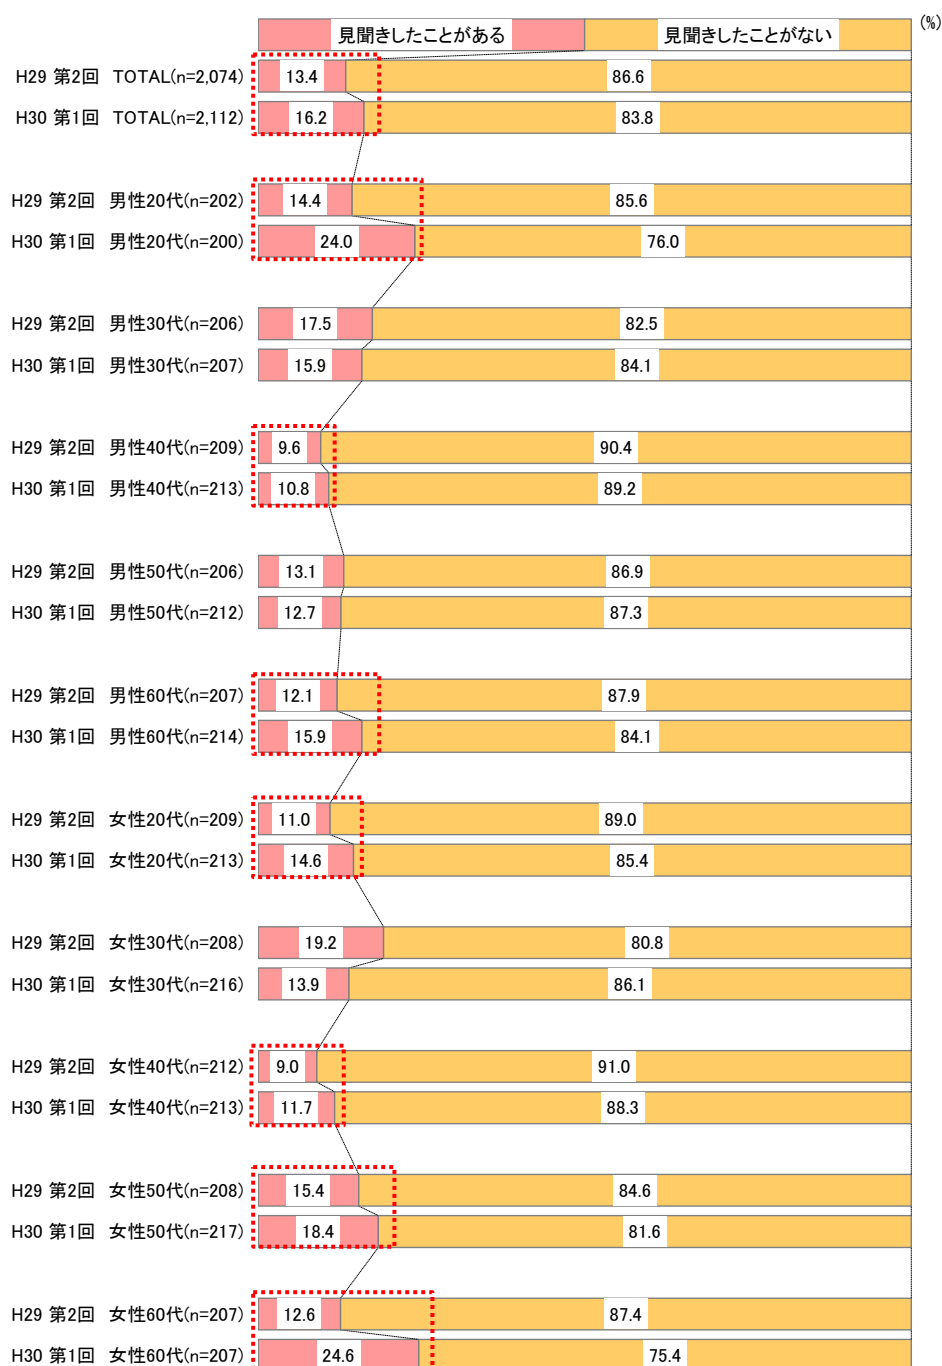 (%)
見聞きしたことがある 見聞きしたことがない
H29 第2回 TOTAL(n=2,074) 13.4 86.6
H30 第1回 TOTAL(n=2,112) 16.2 83.8
H29 第2回 男性20代(n=202) 14.4 85.6
H30 第1回 男性20代(n=200) 24.0 76.0
H29 第2回 男性30代(n=206) 17.5 82.5
H30 第1回 男性30代(n=207) 15.9 84.1
H29 第2回 男性40代(n=209) 9.6 90.4
H30 第1回 男性40代(n=213) 10.8 89.2
H29 第2回 男性50代(n=206) 13.1 86.9
H30 第1回 男性50代(n=212) 12.7 87.3
H29 第2回 男性60代(n=207) 12.1 87.9
H30 第1回 男性60代(n=214) 15.9 84.1
H29 第2回 女性20代(n=209) 11.0 89.0
H30 第1回 女性20代(n=213) 14.6 85.4
H29 第2回 女性30代(n=208) 19.2 80.8
H30 第1回 女性30代(n=216) 13.9 86.1
H29 第2回 女性40代(n=212) 9.0 91.0
H30 第1回 女性40代(n=213) 11.7 88.3
H29 第2回 女性50代(n=208) 15.4 84.6
H30 第1回 女性50代(n=217) 18.4 81.6
H29 第2回 女性60代(n=207) 12.6 87.4
H30 第1回 女性60代(n=207) 24.6 75.4